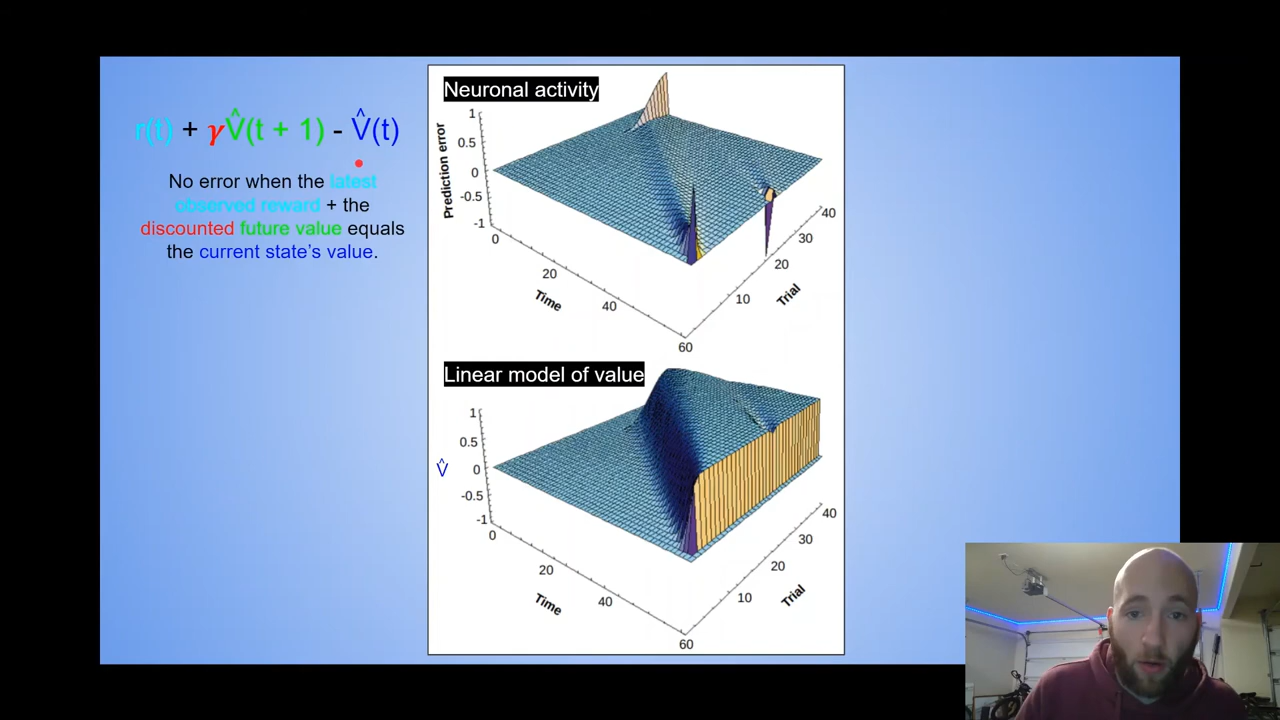 r(t) + γV̂(t + 1) - V̂(t)
No error when the latest
observed reward + the
discounted future value equals
the current state's value.
Neuronal activity
Prediction error
1
0.5
0
-0.5
-1
0
20
40
60
Time
10
20
30
40
Trial
Linear model of value
V̂
1
0.5
0
-0.5
-1
0
20
40
60
Time
10
20
30
40
Trial